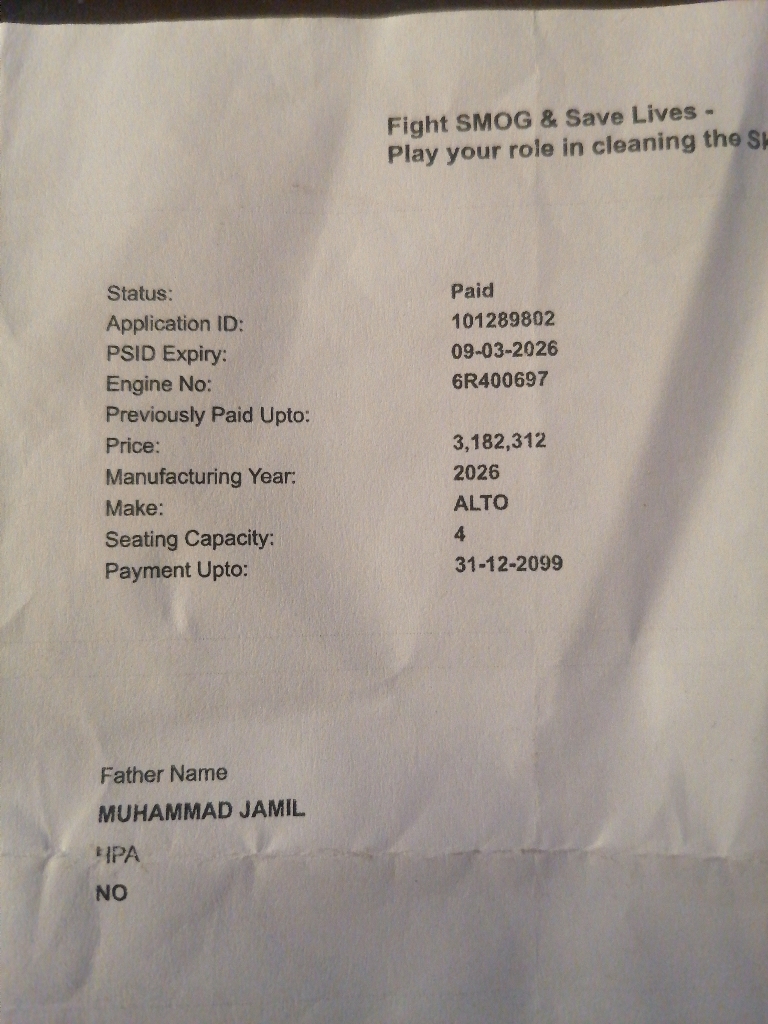 Fight SMOG & Save Lives -
Play your role in cleaning the
Status: Paid
Application ID: 101289802
PSID Expiry: 09-03-2026
Engine No: 6R400697
Previously Paid Upto:
Price: 3,182,312
Manufacturing Year: 2026
Make: ALTO
Seating Capacity: 4
Payment Upto: 31-12-2099
Father Name
MUHAMMAD JAMIL
HPA
NO